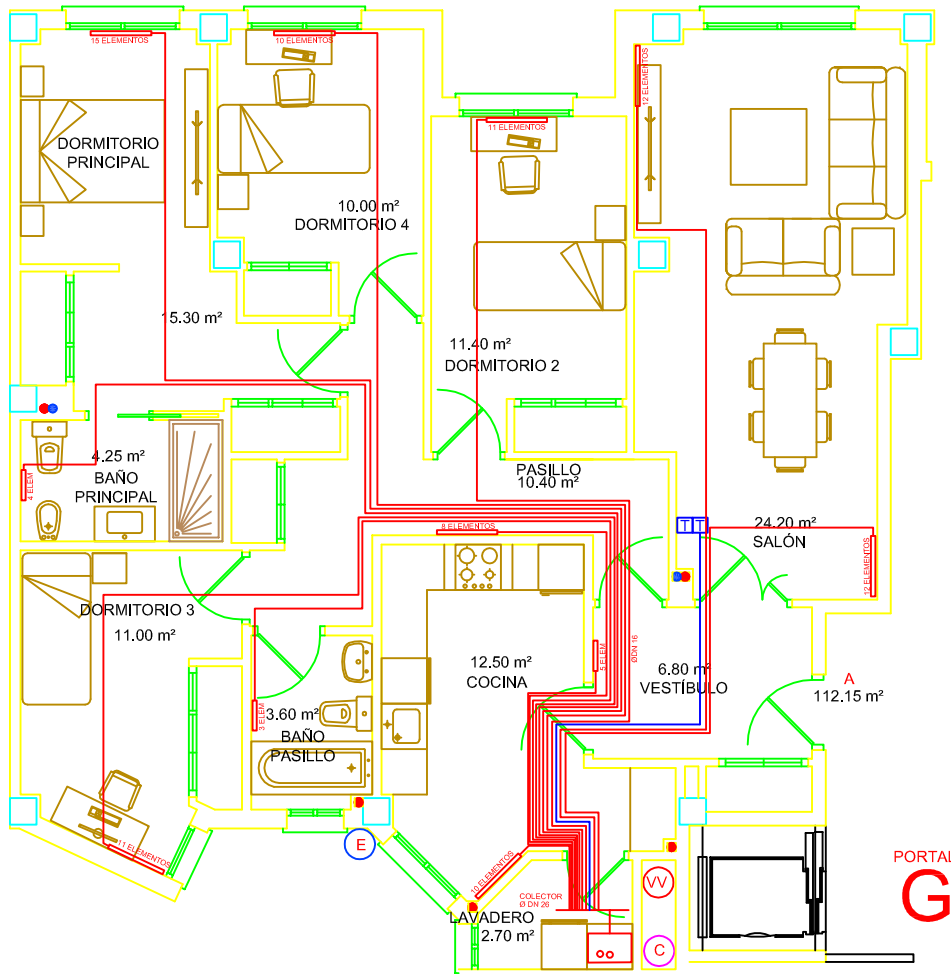 15 ELEMENTOS
10 ELEMENTOS
11 ELEMENTOS
12 ELEMENTOS
DORMITORIO
PRINCIPAL
10.00 m²
DORMITORIO 4
15.30 m²
11.40 m²
DORMITORIO 2
4.25 m²
BAÑO
PRINCIPAL
4 ELEM
PASILLO
10.40 m²
8 ELEMENTOS
T T
24.20 m²
SALÓN
12 ELEMENTOS
DORMITORIO 3
11.00 m²
12.50 m²
COCINA
5 ELEM
ØDN 16
6.80 m²
VESTÍBULO
A
112.15 m²
3 ELEM
3.60 m²
BAÑO
PASILLO
11 ELEMENTOS
E
10 ELEMENTOS
COLECTOR
Ø DN 26
LAVADERO
2.70 m²
VV
C
PORTAL
G